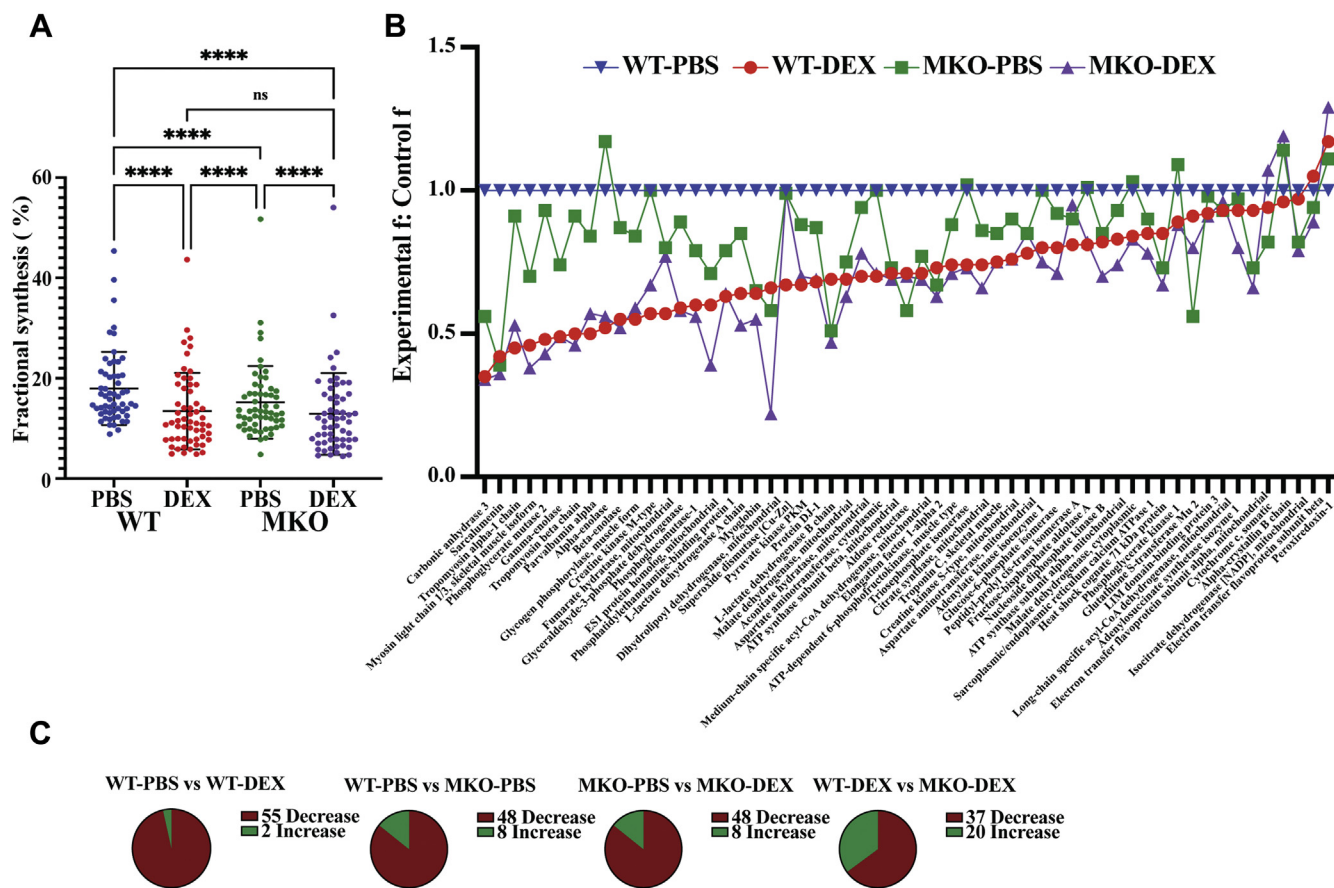 A
****
ns
****
****
****
****
Fractional synthesis (%)
60
40
20
0
PBS
DEX
PBS
DEX
WT
MKO
B
WT-PBS
WT-DEX
MKO-PBS
MKO-DEX
Experimental f: Control f
1.5
1.0
0.5
0.0
Carbonic anhydrase 3
Sarcalumenin
Tropomyosin alpha-1 chain
Myosin light chain 1/3, skeletal muscle isoform
Phosphoglycerate mutase 2
Gamma-enolase
Tropomyosin beta chain
Parvalbumin alpha
Alpha-enolase
Beta-enolase
Glycogen phosphorylase, muscle form
Creatine kinase M-type
Fumarate hydratase, mitochondrial
Glyceraldehyde-3-phosphate dehydrogenase
Phosphoglucomutase-1
ES1 protein homolog, mitochondrial
Phosphatidylethanolamine-binding protein 1
L-lactate dehydrogenase A chain
Myoglobin
Dihydrolipoyl dehydrogenase, mitochondrial
Superoxide dismutase [Cu-Zn]
Pyruvate kinase PKM
Protein DJ-1
L-lactate dehydrogenase B chain
Malate dehydrogenase, mitochondrial
Aconitate hydratase, mitochondrial
Aspartate aminotransferase, cytoplasmic
ATP synthase subunit beta, mitochondrial
Aldose reductase
Medium-chain specific acyl-CoA dehydrogenase, mitochondrial
Elongation factor 1-alpha 2
ATP-dependent 6-phosphofructokinase, muscle type
Triosephosphate isomerase
Citrate synthase, mitochondrial
Troponin C, skeletal muscle
Creatine kinase S-type, mitochondrial
Aspartate aminotransferase, mitochondrial
Adenylate kinase isoenzyme 1
Glucose-6-phosphate isomerase
Peptidyl-prolyl cis-trans isomerase A
Fructose-bisphosphate aldolase A
Nucleoside diphosphate kinase B
ATP synthase subunit alpha, mitochondrial
Malate dehydrogenase, cytoplasmic
Sarcoplasmic/endoplasmic reticulum calcium ATPase 1
Heat shock cognate 71 kDa protein
Phosphoglycerate kinase 1
Glutathione S-transferase Mu 2
LIM domain-binding protein 3
Long-chain specific acyl-CoA dehydrogenase, mitochondrial
Adenylosuccinate synthetase isozyme 1
Electron transfer flavoprotein subunit alpha, mitochondrial
Cytochrome c, somatic
Alpha-crystallin B chain
Isocitrate dehydrogenase [NADP], mitochondrial
Electron transfer flavoprotein subunit beta
Peroxiredoxin-1
C
WT-PBS vs WT-DEX
55 Decrease
2 Increase
WT-PBS vs MKO-PBS
48 Decrease
8 Increase
MKO-PBS vs MKO-DEX
48 Decrease
8 Increase
WT-DEX vs MKO-DEX
37 Decrease
20 Increase